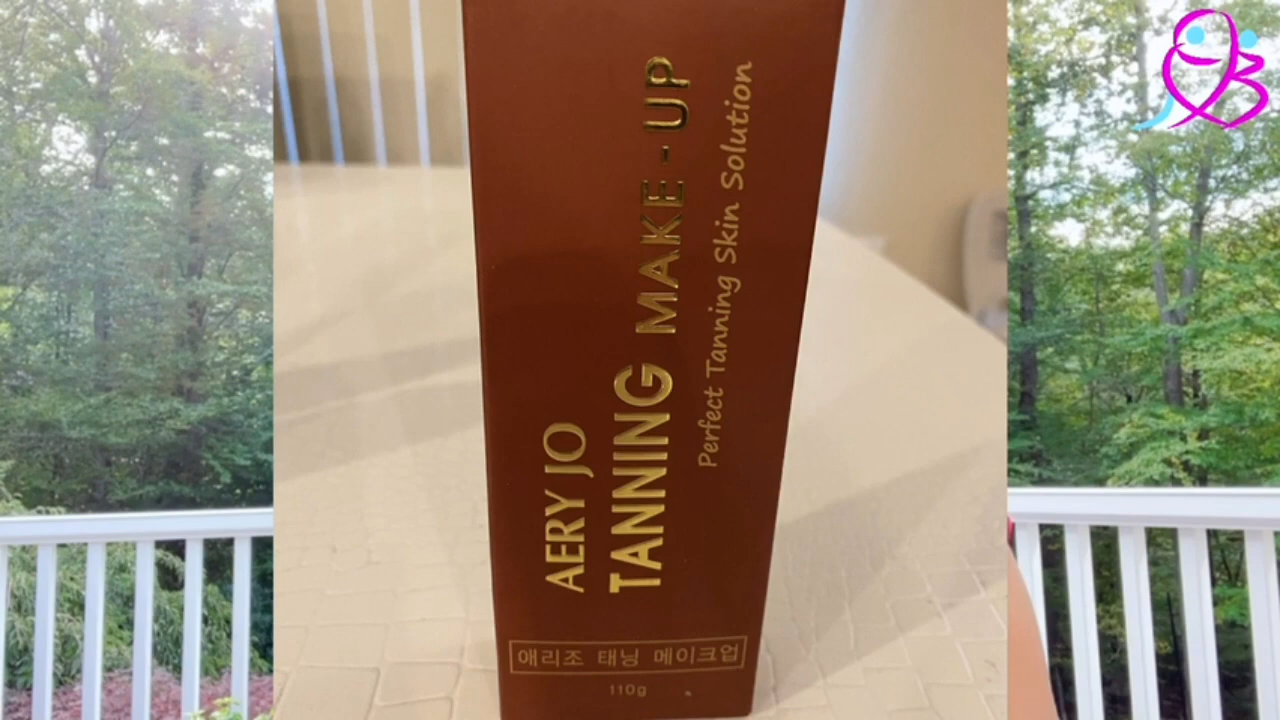 AERY JO
TANNING MAKE-UP
Perfect Tanning Skin Solution
애리조 태닝 메이크업
110g